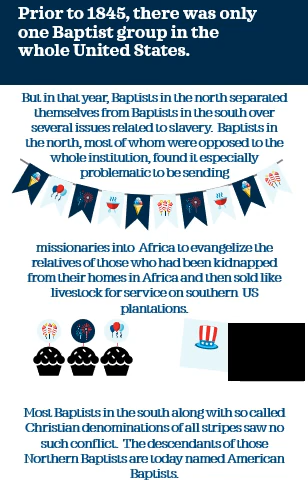 Prior to 1845, there was only
one Baptist group in the
whole United States.
But in that year, Baptists in the north separated
themselves from Baptists in the south over
several issues related to slavery. Baptists in
the north, most of whom were opposed to the
whole institution, found it especially
problematic to be sending
missionaries into Africa to evangelize the
relatives of those who had been kidnapped
from their homes in Africa and then sold like
livestock for service on southern US
plantations.
Most Baptists in the south along with so called
Christian denominations of all stripes saw no
such conflict. The descendants of those
Northern Baptists are today named American
Baptists.